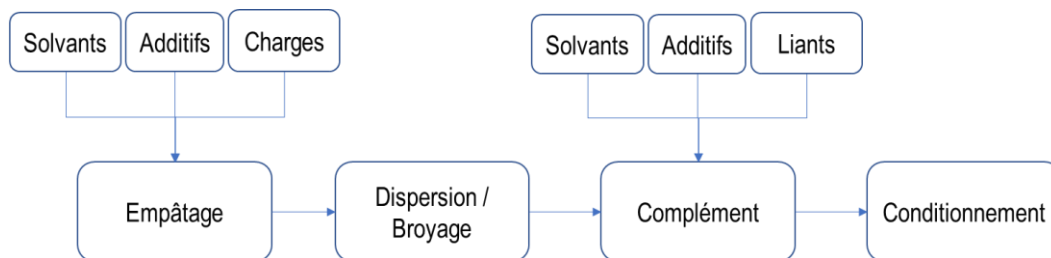 Solvants
Additifs
Charges
Solvants
Additifs
Liants
Empâtage
Dispersion /
Broyage
Complément
Conditionnement